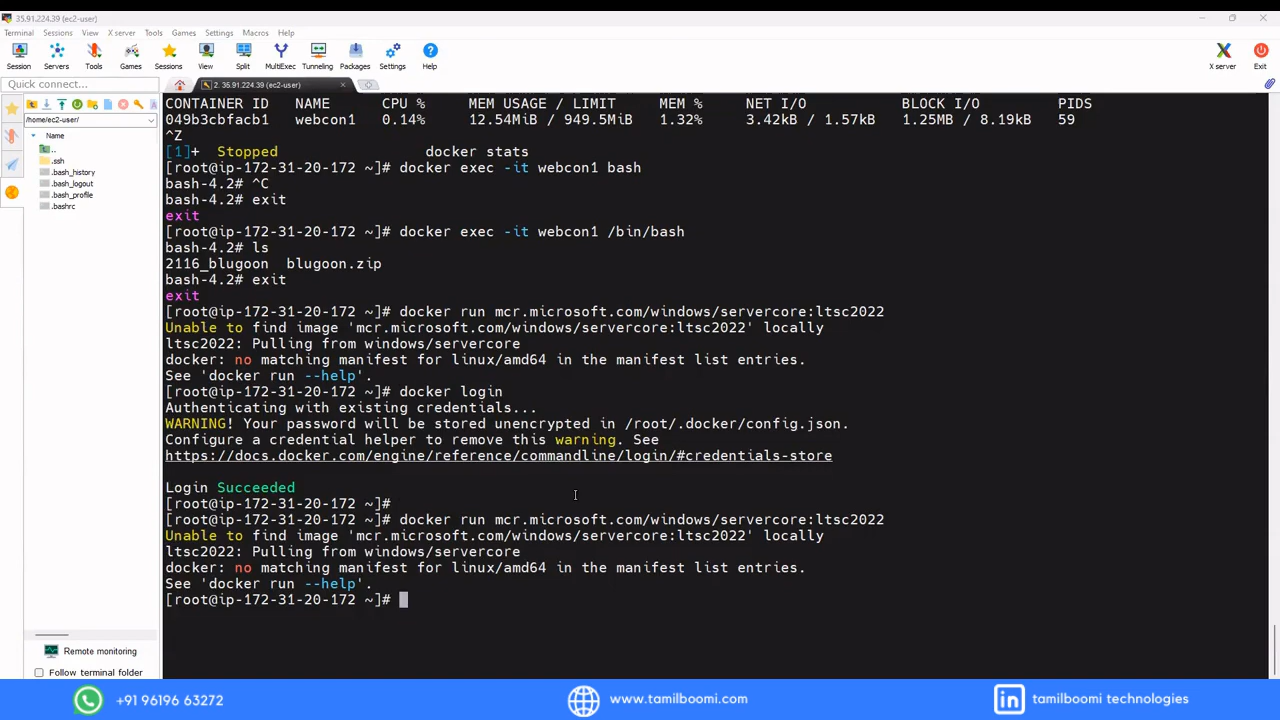 35.91.224.39 (ec2-user)
Terminal Sessions View X server Tools Games Settings Macros Help
Session Servers Tools Games Sessions View Split MultiExec Tunneling Packages Settings Help X server Exit
Quick connect...
2. 35.91.224.39 (ec2-user)
/home/ec2-user/
Name
..
.ssh
.bash_history
.bash_logout
.bash_profile
.bashrc
Remote monitoring
Follow terminal folder
CONTAINER ID NAME CPU % MEM USAGE / LIMIT MEM % NET I/O BLOCK I/O PIDS
049b3cbfacb1 webcon1 0.14% 12.54MiB / 949.5MiB 1.32% 3.42kB / 1.57kB 1.25MB / 8.19kB 59
^Z
[1]+ Stopped docker stats
[root@ip-172-31-20-172 ~]# docker exec -it webcon1 bash
bash-4.2# ^C
bash-4.2# exit
exit
[root@ip-172-31-20-172 ~]# docker exec -it webcon1 /bin/bash
bash-4.2# ls
2116_blugoon blugoon.zip
bash-4.2# exit
exit
[root@ip-172-31-20-172 ~]# docker run mcr.microsoft.com/windows/servercore:ltsc2022
Unable to find image 'mcr.microsoft.com/windows/servercore:ltsc2022' locally
ltsc2022: Pulling from windows/servercore
docker: no matching manifest for linux/amd64 in the manifest list entries.
See 'docker run --help'.
[root@ip-172-31-20-172 ~]# docker login
Authenticating with existing credentials...
WARNING! Your password will be stored unencrypted in /root/.docker/config.json.
Configure a credential helper to remove this warning. See
https://docs.docker.com/engine/reference/commandline/login/#credentials-store
Login Succeeded
[root@ip-172-31-20-172 ~]#
[root@ip-172-31-20-172 ~]# docker run mcr.microsoft.com/windows/servercore:ltsc2022
Unable to find image 'mcr.microsoft.com/windows/servercore:ltsc2022' locally
ltsc2022: Pulling from windows/servercore
docker: no matching manifest for linux/amd64 in the manifest list entries.
See 'docker run --help'.
[root@ip-172-31-20-172 ~]#
+91 96196 63272 www.tamilboomi.com in tamilboomi technologies